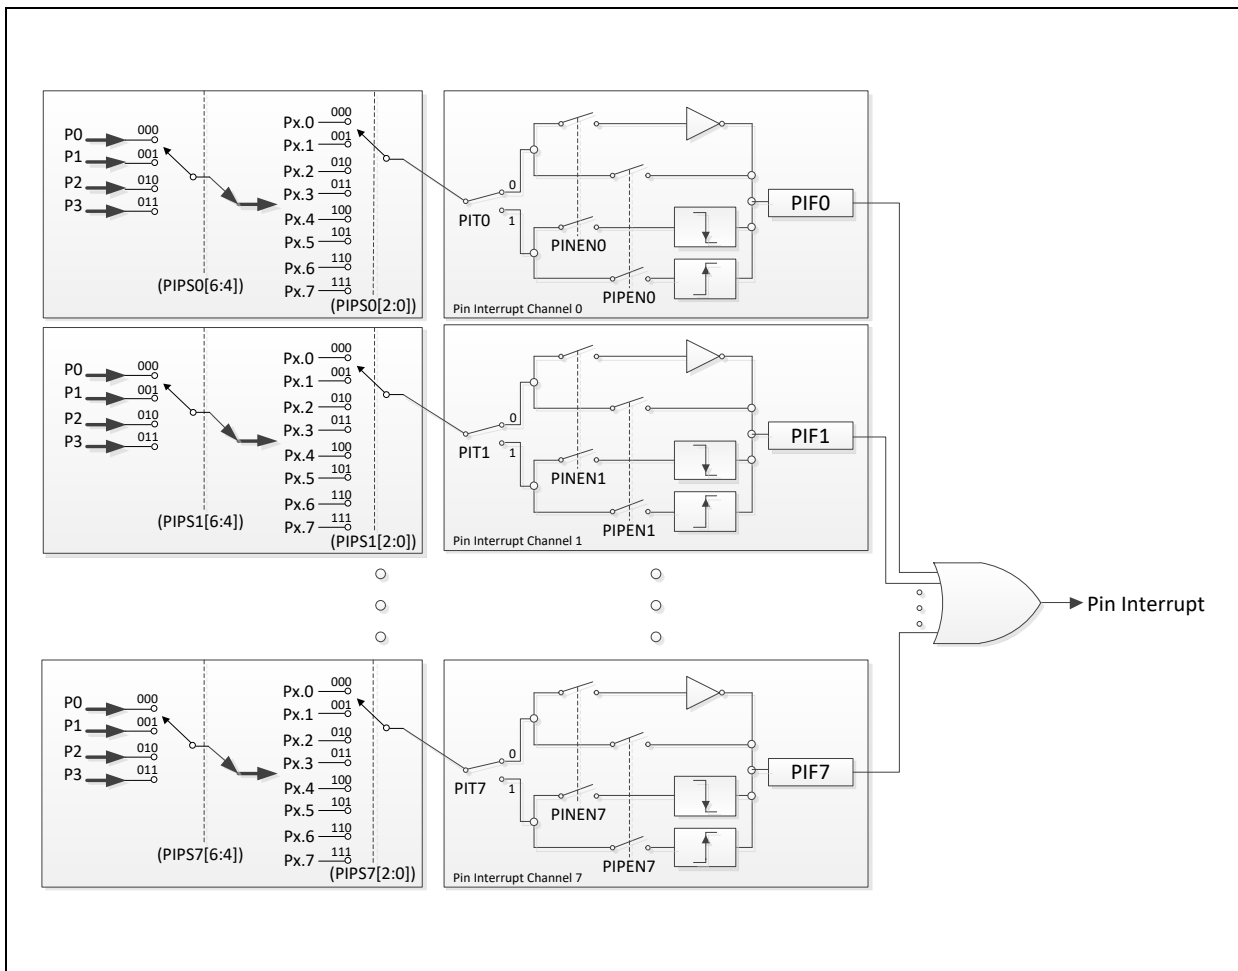 P0 000
P1 001
P2 010
P3 011
(PIPS0[6:4])
Px.0 000
Px.1 001
Px.2 010
Px.3 011
Px.4 100
Px.5 101
Px.6 110
Px.7 111
(PIPS0[2:0])
PIT0
0
1
PINEN0
PIPEN0
Pin Interrupt Channel 0
PIF0
P0 000
P1 001
P2 010
P3 011
(PIPS1[6:4])
Px.0 000
Px.1 001
Px.2 010
Px.3 011
Px.4 100
Px.5 101
Px.6 110
Px.7 111
(PIPS1[2:0])
PIT1
0
1
PINEN1
PIPEN1
Pin Interrupt Channel 1
PIF1
Pin Interrupt
P0 000
P1 001
P2 010
P3 011
(PIPS7[6:4])
Px.0 000
Px.1 001
Px.2 010
Px.3 011
Px.4 100
Px.5 101
Px.6 110
Px.7 111
(PIPS7[2:0])
PIT7
0
1
PINEN7
PIPEN7
Pin Interrupt Channel 7
PIF7